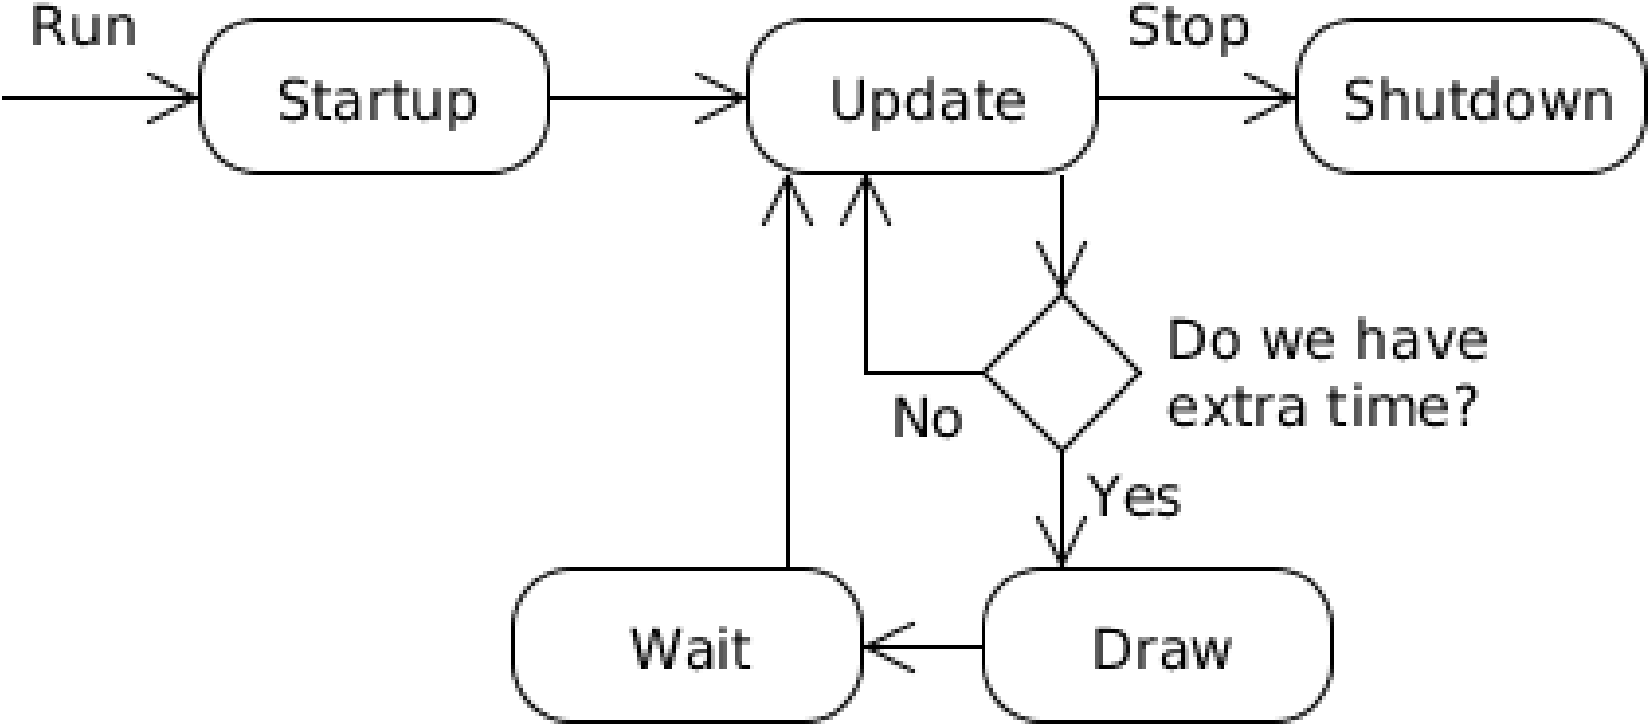 Run
Startup
Update
Stop
Shutdown
Do we have
extra time?
No
Yes
Wait
Draw